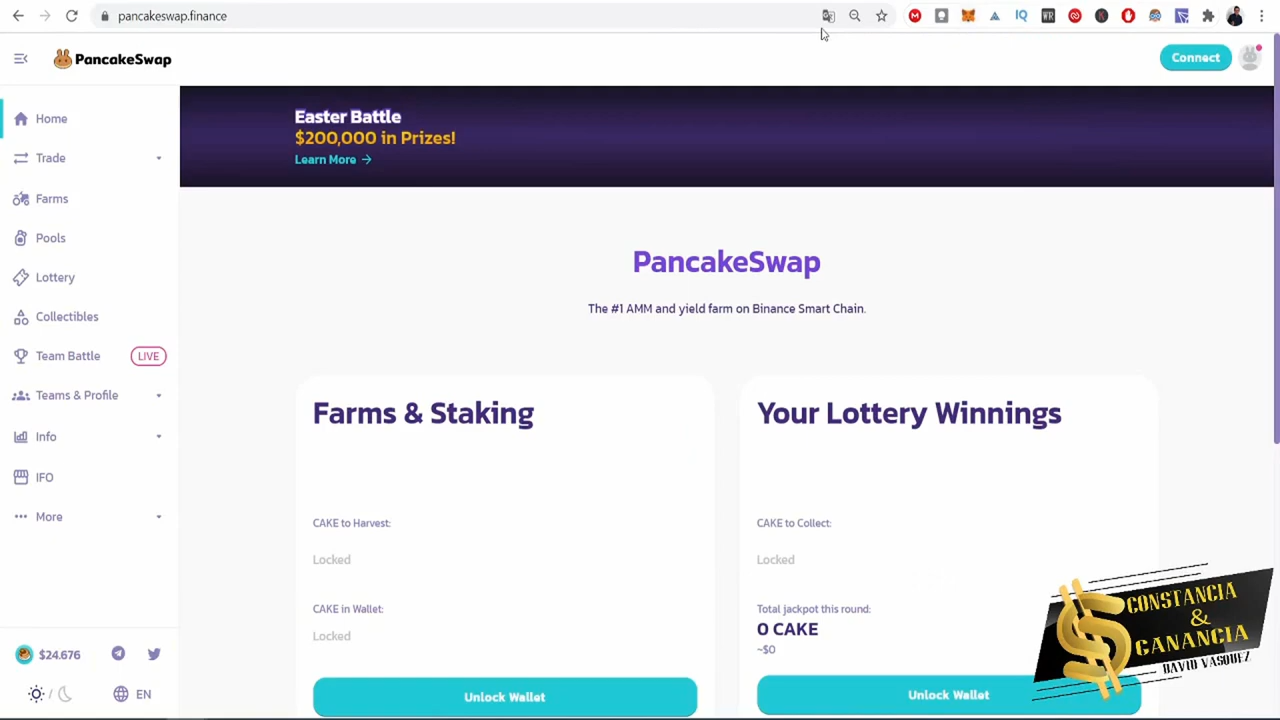 pancakeswap.finance
PancakeSwap
Connect
Home
Trade
Farms
Pools
Lottery
Collectibles
Team Battle LIVE
Teams & Profile
Info
IFO
More
$24.676
EN
Easter Battle
$200,000 in Prizes!
Learn More →
PancakeSwap
The #1 AMM and yield farm on Binance Smart Chain.
Farms & Staking
CAKE to Harvest:
Locked
CAKE in Wallet:
Locked
Unlock Wallet
Your Lottery Winnings
CAKE to Collect:
Locked
Total jackpot this round:
0 CAKE
~$0
Unlock Wallet
CONSTANCIA
&
GANANCIA
DAVID VASQUEZ